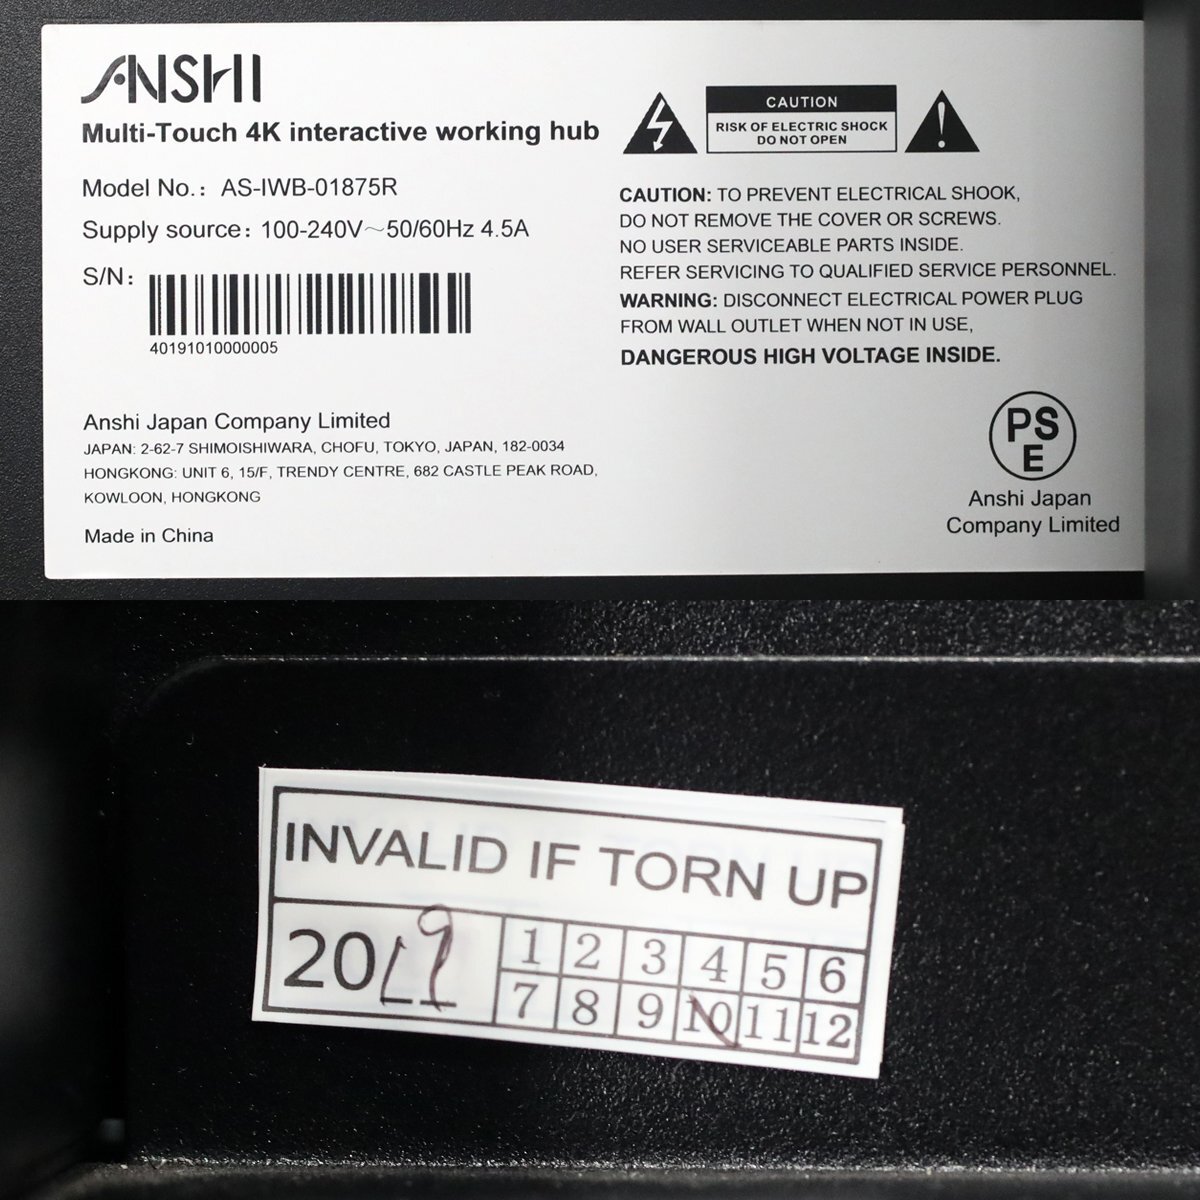 ANSHI
Multi-Touch 4K interactive working hub
Model No.: AS-IWB-01875R
Supply source: 100-240V～50/60Hz 4.5A
S/N:
40191010000005
Anshi Japan Company Limited
JAPAN: 2-62-7 SHIMOISHIWARA, CHOFU, TOKYO, JAPAN, 182-0034
HONGKONG: UNIT 6, 15/F, TRENDY CENTRE, 682 CASTLE PEAK ROAD,
KOWLOON, HONGKONG
Made in China
CAUTION
RISK OF ELECTRIC SHOCK
DO NOT OPEN
CAUTION: TO PREVENT ELECTRICAL SHOOK,
DO NOT REMOVE THE COVER OR SCREWS.
NO USER SERVICEABLE PARTS INSIDE.
REFER SERVICING TO QUALIFIED SERVICE PERSONNEL.
WARNING: DISCONNECT ELECTRICAL POWER PLUG
FROM WALL OUTLET WHEN NOT IN USE,
DANGEROUS HIGH VOLTAGE INSIDE.
PS
E
Anshi Japan
Company Limited
INVALID IF TORN UP
2019
1 2 3 4 5 6
7 8 9 10 11 12